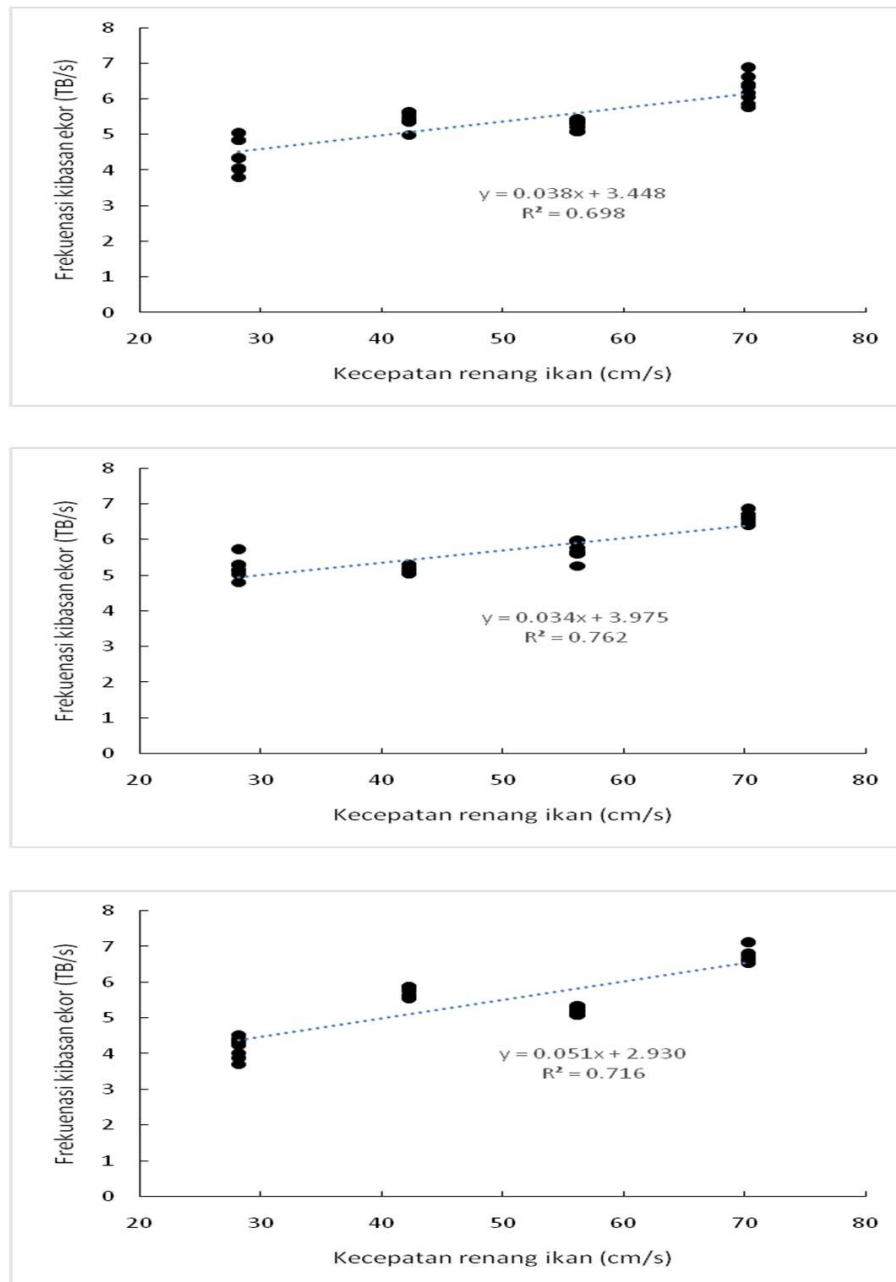 Frekuenasi kibasan ekor (TB/s)
8
7
6
5
4
3
2
1
0
y = 0.038x + 3.448
R² = 0.698
20 30 40 50 60 70 80
Kecepatan renang ikan (cm/s)
Frekuenasi kibasan ekor (TB/s)
8
7
6
5
4
3
2
1
0
y = 0.034x + 3.975
R² = 0.762
20 30 40 50 60 70 80
Kecepatan renang ikan (cm/s)
Frekuenasi kibasan ekor (TB/s)
8
7
6
5
4
3
2
1
0
y = 0.051x + 2.930
R² = 0.716
20 30 40 50 60 70 80
Kecepatan renang ikan (cm/s)